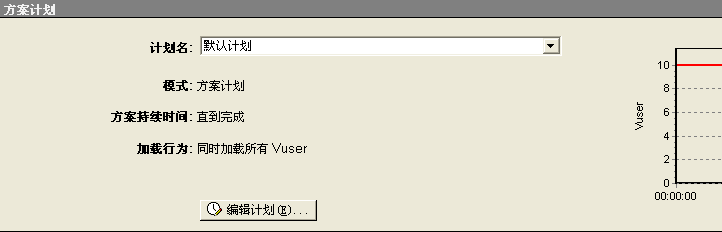 方案计划
计划名: 默认计划
模式: 方案计划
方案持续时间: 直到完成
加载行为: 同时加载所有 Vuser
编辑计划(E)...
Vuser
10
8
6
4
2
0
00:00:00